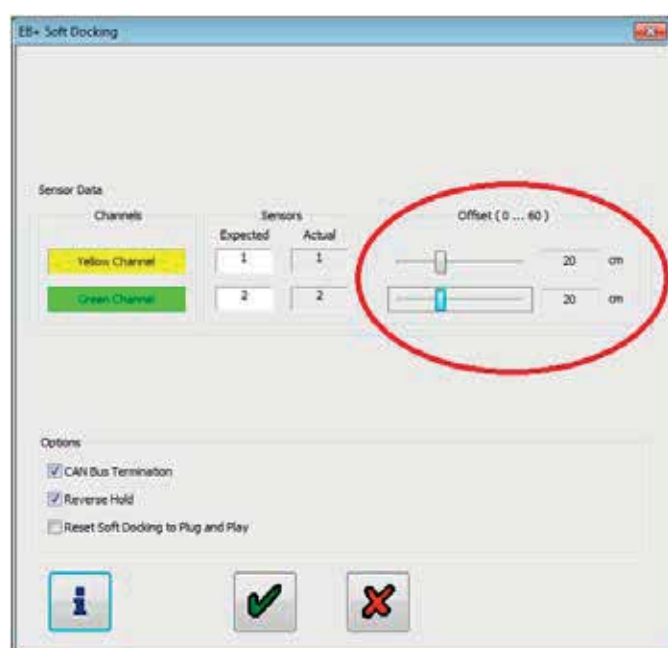 EB+ Soft Docking
Sensor Data
Channels Sensors Offset ( 0 ... 60 )
Expected Actual
Yellow Channel 1 1 20 cm
Green Channel 2 2 20 cm
Options
CAN Bus Termination
Reverse Hold
Reset Soft Docking to Plug and Play
i